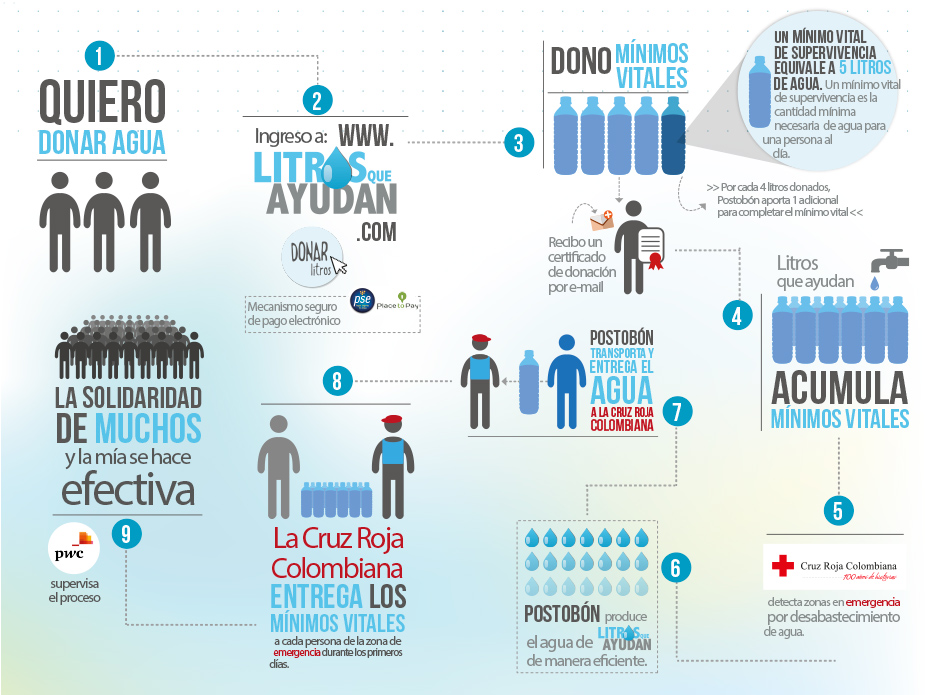 1
QUIERO
DONAR AGUA
2
Ingreso a: WWW.
LITROS QUE
AYUDAN
.COM
DONAR
litros
Mecanismo seguro
de pago electrónico
pse
Place to Pay
3
DONO MÍNIMOS
VITALES
UN MÍNIMO VITAL
DE SUPERVIVENCIA
EQUIVALE A 5 LITROS
DE AGUA. Un mínimo vital
de supervivencia es la
cantidad mínima
necesaria de agua para
una persona al
día.
>> Por cada 4 litros donados,
Postobón aporta 1 adicional
para completar el mínimo vital <<
Recibo un
certificado
de donación
por e-mail
4
Litros
que ayudan
ACUMULA
MÍNIMOS VITALES
5
Cruz Roja Colombiana
100 años de historias
detecta zonas en emergencia
por desabastecimiento
de agua.
6
POSTOBÓN produce
el agua de LITROS QUE
AYUDAN
de manera eficiente.
7
POSTOBÓN
TRANSPORTA Y
ENTREGA EL
AGUA
A LA CRUZ ROJA
COLOMBIANA
8
La Cruz Roja
Colombiana
ENTREGA LOS
MÍNIMOS VITALES
a cada persona de la zona de
emergencia durante los primeros
días.
9
LA SOLIDARIDAD
DE MUCHOS
y la mía se hace
efectiva
pwc
supervisa
el proceso